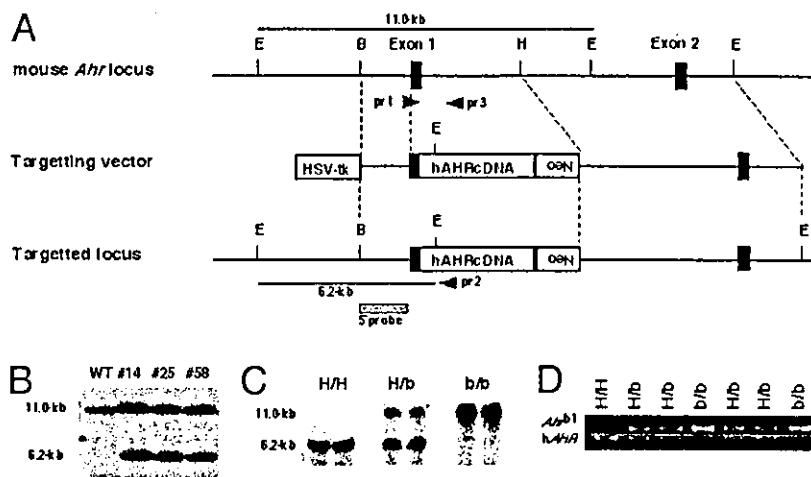 A
11.0-kb
E B Exon 1 H E Exon 2 E
mouse Ahr locus
pr1 pr3
E
Targetting vector
HSV-tk hAHRcDNA Neo
E B E E
Targetted locus
hAHRcDNA Neo
6.2-kb pr2
5'probe
B
WT #14 #25 #58
11.0-kb
6.2-kb
C
H/H H/b b/b
11.0-kb
6.2-kb
D
H/H H/b H/b b/b H/b H/b b/b
Ahrb1
hAHR